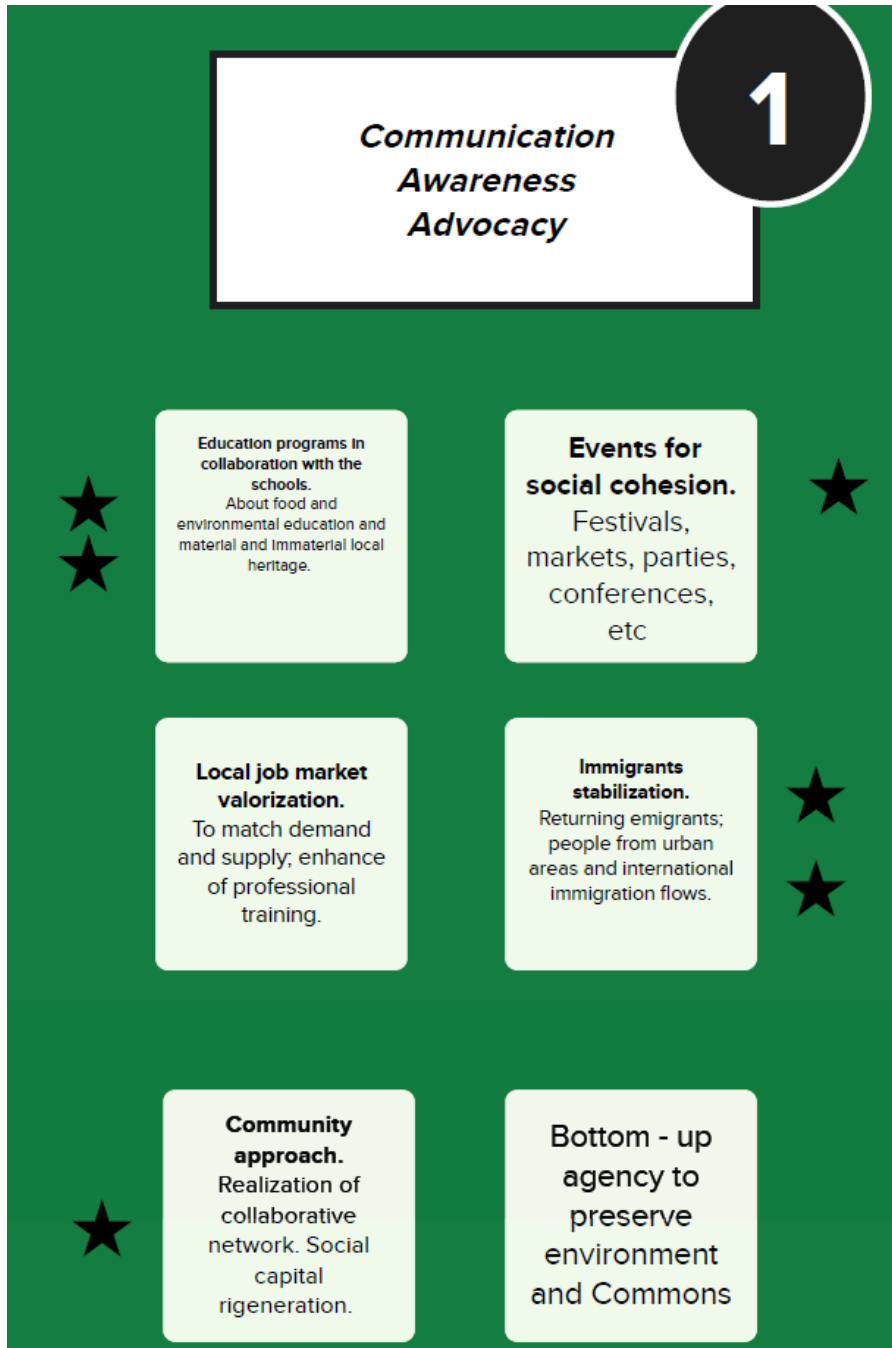 1
Communication
Awareness
Advocacy
Education programs in
collaboration with the
schools.
About food and
environmental education and
material and immaterial local
heritage.
Events for
social cohesion.
Festivals,
markets, parties,
conferences,
etc
Local job market
valorization.
To match demand
and supply; enhance
of professional
training.
Immigrants
stabilization.
Returning emigrants;
people from urban
areas and international
immigration flows.
Community
approach.
Realization of
collaborative
network. Social
capital
rigeneration.
Bottom - up
agency to
preserve
environment
and Commons